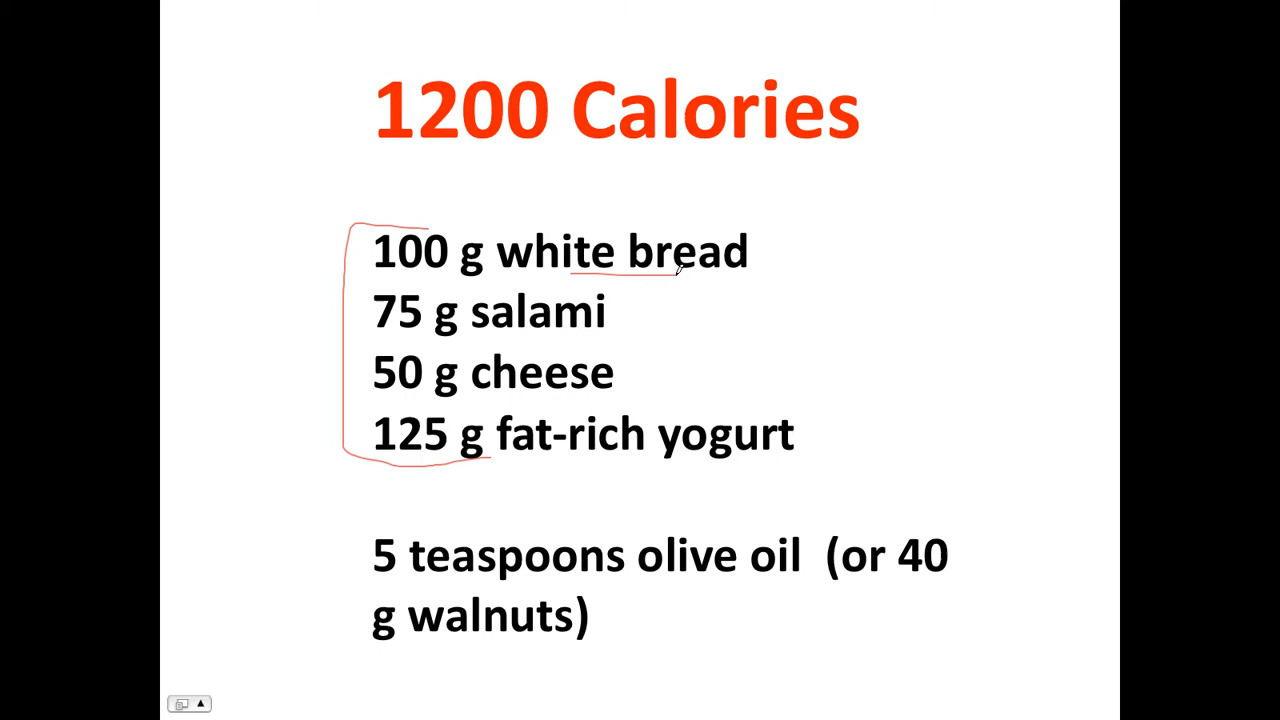 1200 Calories
100 g white bread
75 g salami
50 g cheese
125 g fat-rich yogurt
5 teaspoons olive oil  (or 40
g walnuts)